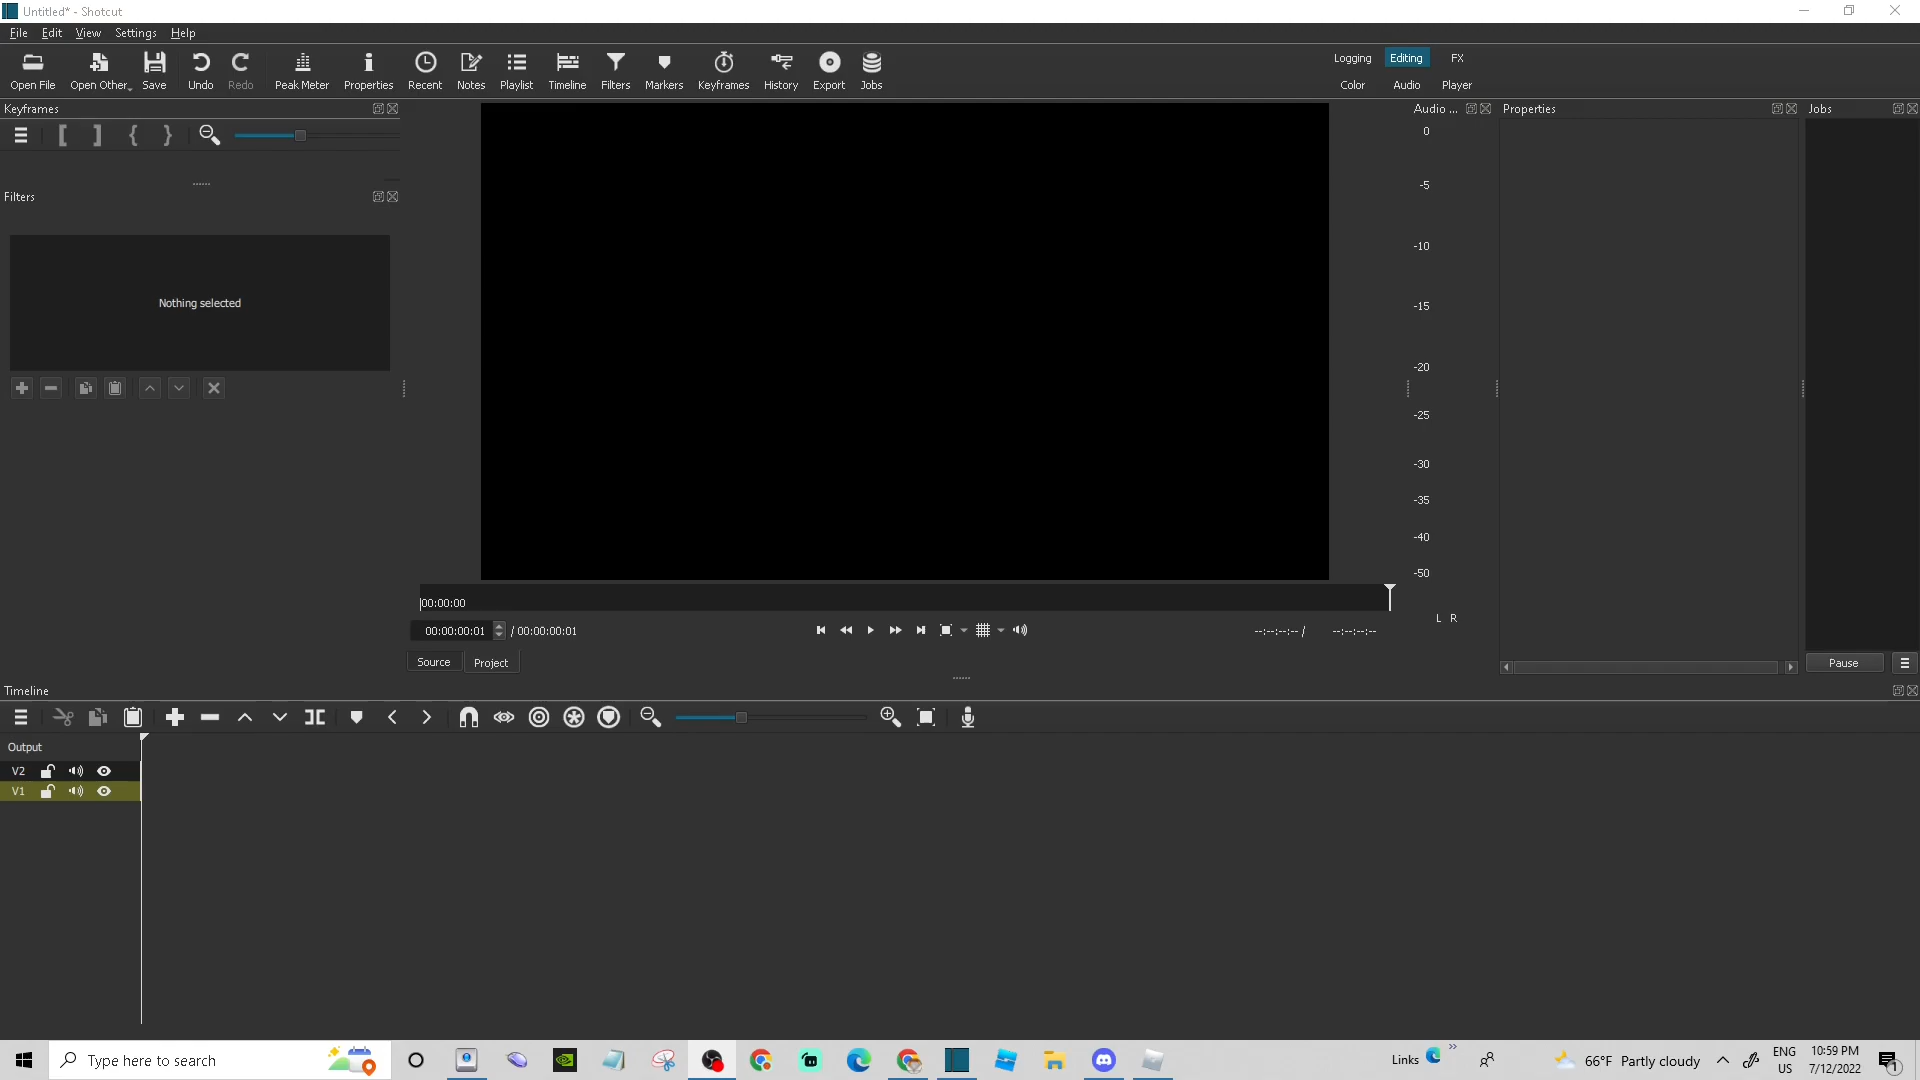 Untitled* - Shotcut
File Edit View Settings Help
Open File Open Other Save Undo Redo Peak Meter Properties Recent Notes Playlist Timeline Filters Markers Keyframes History Export Jobs
Logging Editing FX
Color Audio Player
Keyframes
Audio ...
Properties
Jobs
0
-5
-10
-15
-20
-25
-30
-35
-40
-50
L R
Filters
Nothing selected
00:00:00
00:00:00:01 / 00:00:00:01
--:--:--:-- / --:--:--:--
Source Project
Pause
Timeline
Output
V2
V1
Type here to search
Links
66°F Partly cloudy
ENG
US
10:59 PM
7/12/2022
1